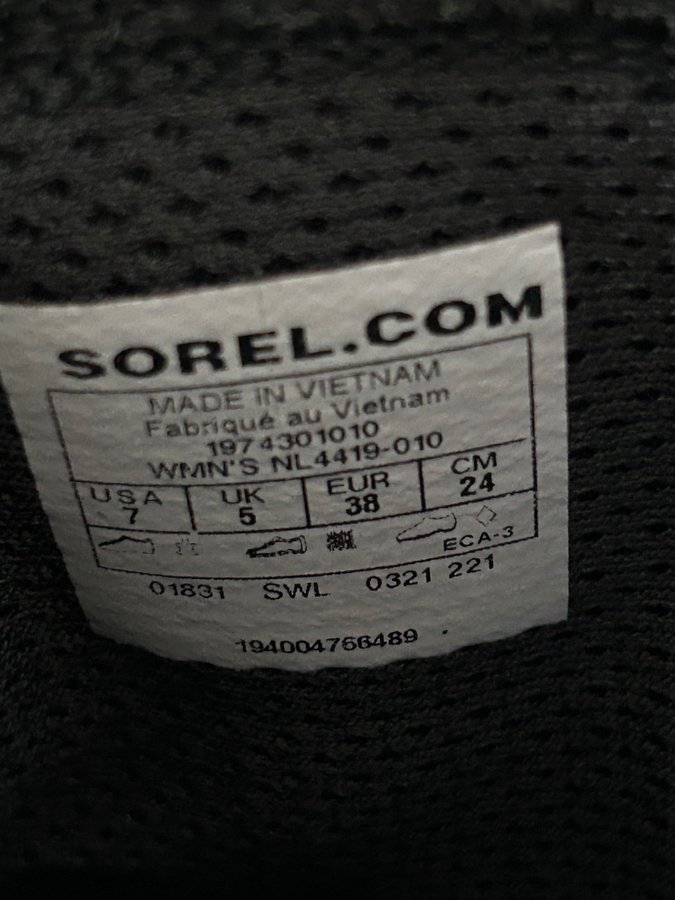 SOREL.COM
MADE IN VIETNAM
Fabriqué au Vietnam
1974301010
WMN'S NL4419-010
USA UK EUR CM
7 5 38 24
ECA-3
01831 SWL 0321 221
194004766489